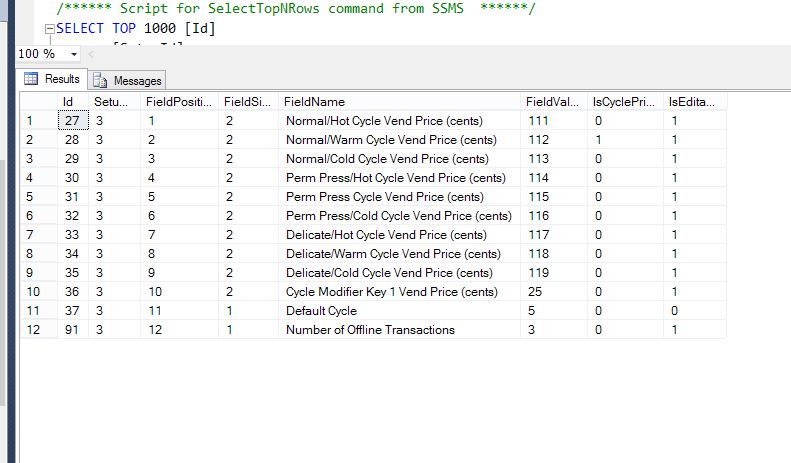 /****** Script for SelectTopNRows command from SSMS ******/
SELECT TOP 1000 [Id]
100 %
Results Messages
Id Setu... FieldPositi... FieldSi... FieldName FieldVal... IsCyclePri... IsEdita...
1 27 3 1 2 Normal/Hot Cycle Vend Price (cents) 111 0 1
2 28 3 2 2 Normal/Warm Cycle Vend Price (cents) 112 1 1
3 29 3 3 2 Normal/Cold Cycle Vend Price (cents) 113 0 1
4 30 3 4 2 Perm Press/Hot Cycle Vend Price (cents) 114 0 1
5 31 3 5 2 Perm Press Cycle Vend Price (cents) 115 0 1
6 32 3 6 2 Perm Press/Cold Cycle Vend Price (cents) 116 0 1
7 33 3 7 2 Delicate/Hot Cycle Vend Price (cents) 117 0 1
8 34 3 8 2 Delicate/Warm Cycle Vend Price (cents) 118 0 1
9 35 3 9 2 Delicate/Cold Cycle Vend Price (cents) 119 0 1
10 36 3 10 2 Cycle Modifier Key 1 Vend Price (cents) 25 0 1
11 37 3 11 1 Default Cycle 5 0 0
12 91 3 12 1 Number of Offline Transactions 3 0 1